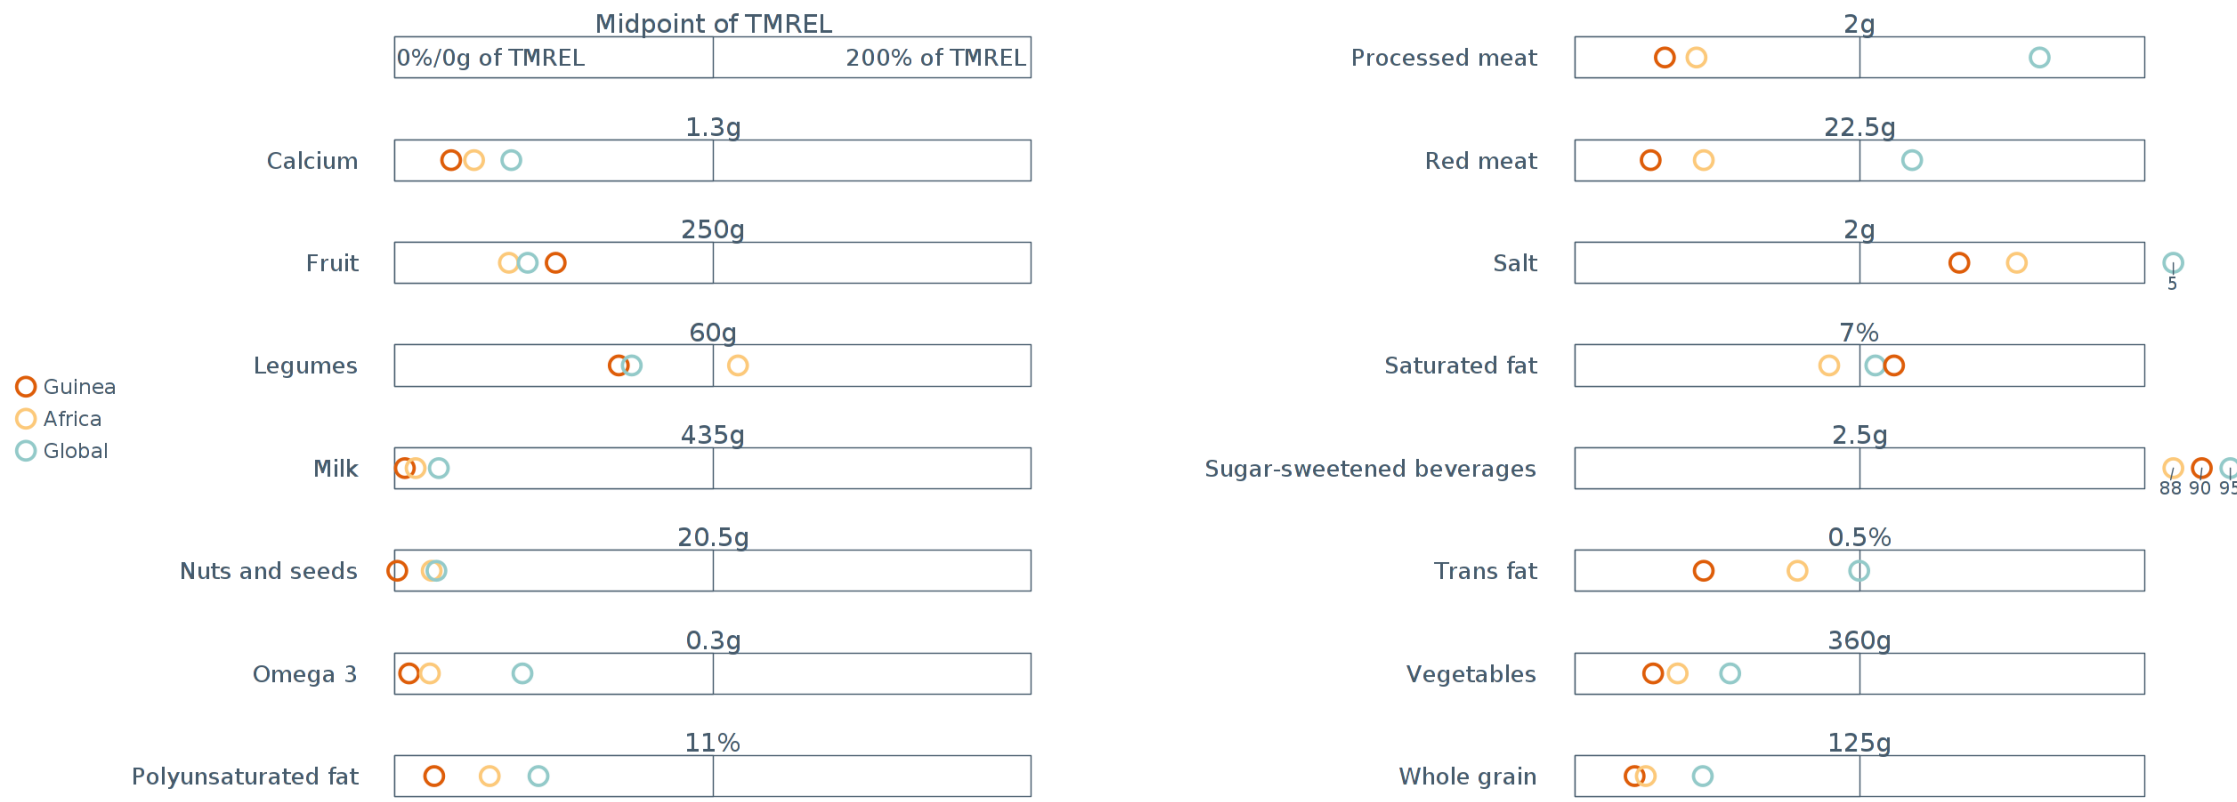 Midpoint of TMREL
0%/0g of TMREL
200% of TMREL
1.3g
Calcium
250g
Fruit
60g
Legumes
435g
Milk
20.5g
Nuts and seeds
0.3g
Omega 3
11%
Polyunsaturated fat
Guinea
Africa
Global
2g
Processed meat
22.5g
Red meat
2g
Salt
5
7%
Saturated fat
2.5g
Sugar-sweetened beverages
88 90 95
0.5%
Trans fat
360g
Vegetables
125g
Whole grain